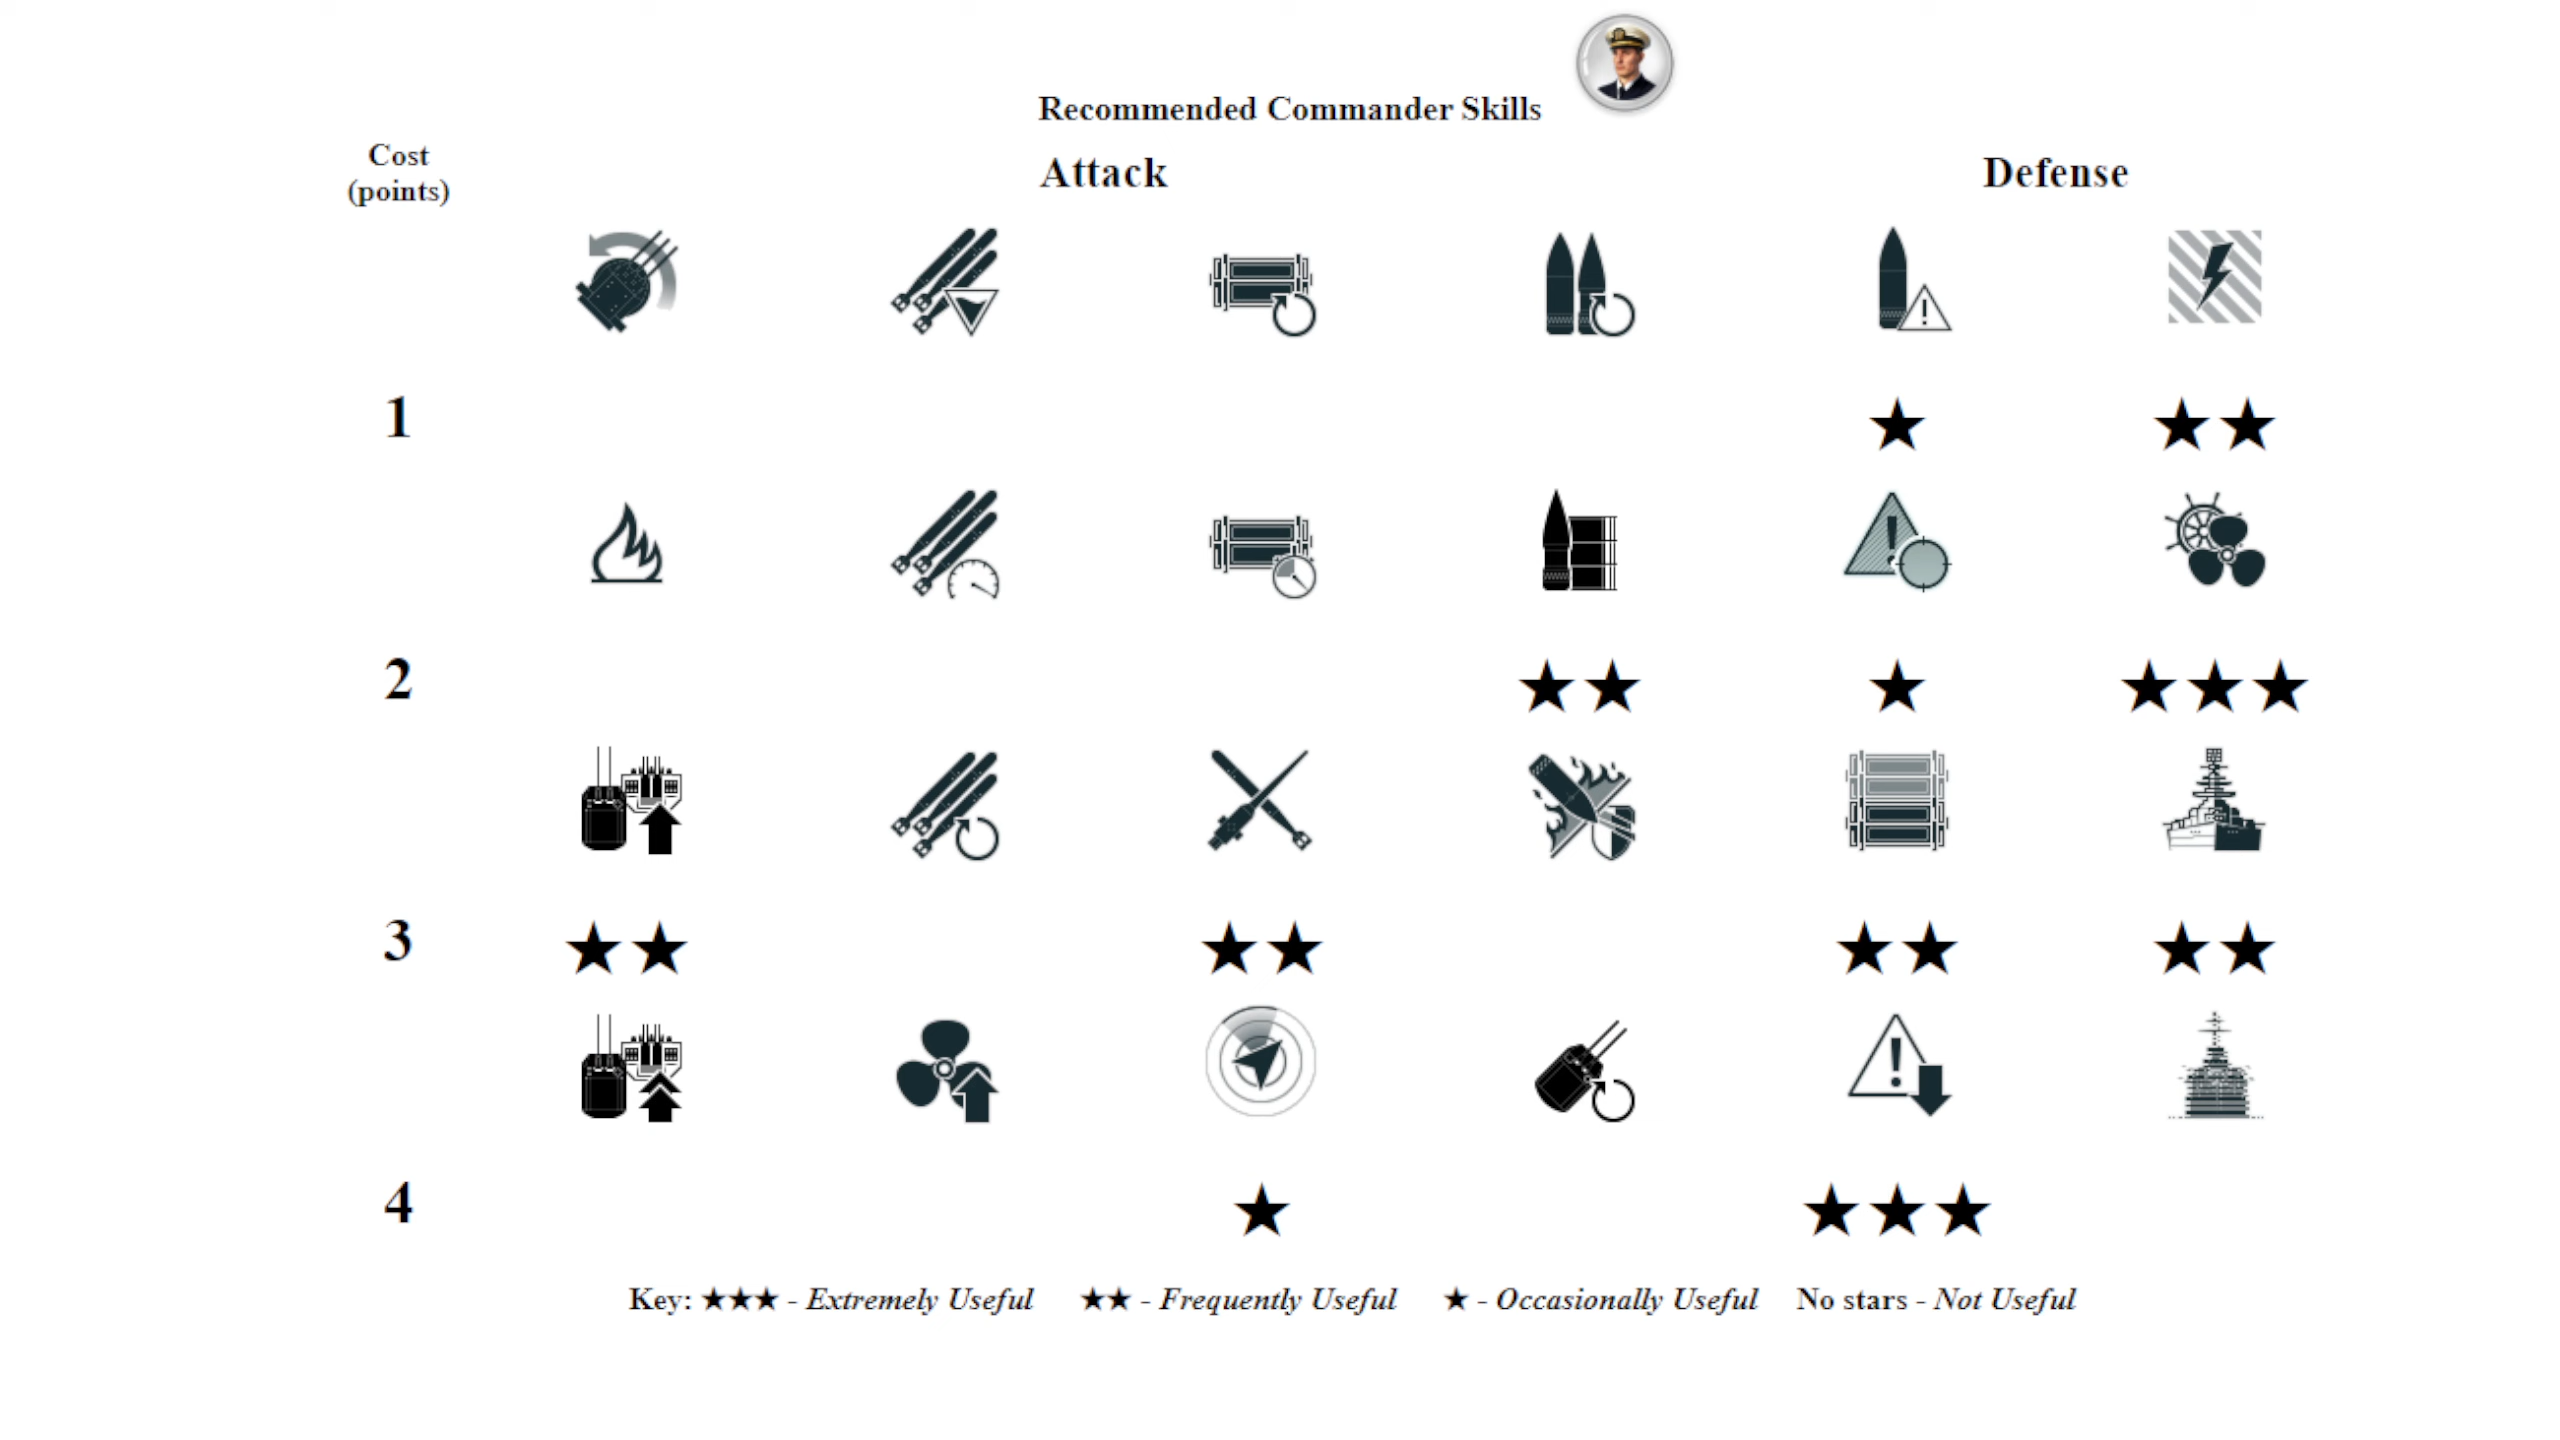 Recommended Commander Skills
Cost
(points)
Attack
Defense
1
★
★★
2
★★
★
★★★
3
★★
★★
★★
★★
4
★
★★★
Key: ★★★ - Extremely Useful ★★ - Frequently Useful ★ - Occasionally Useful No stars - Not Useful